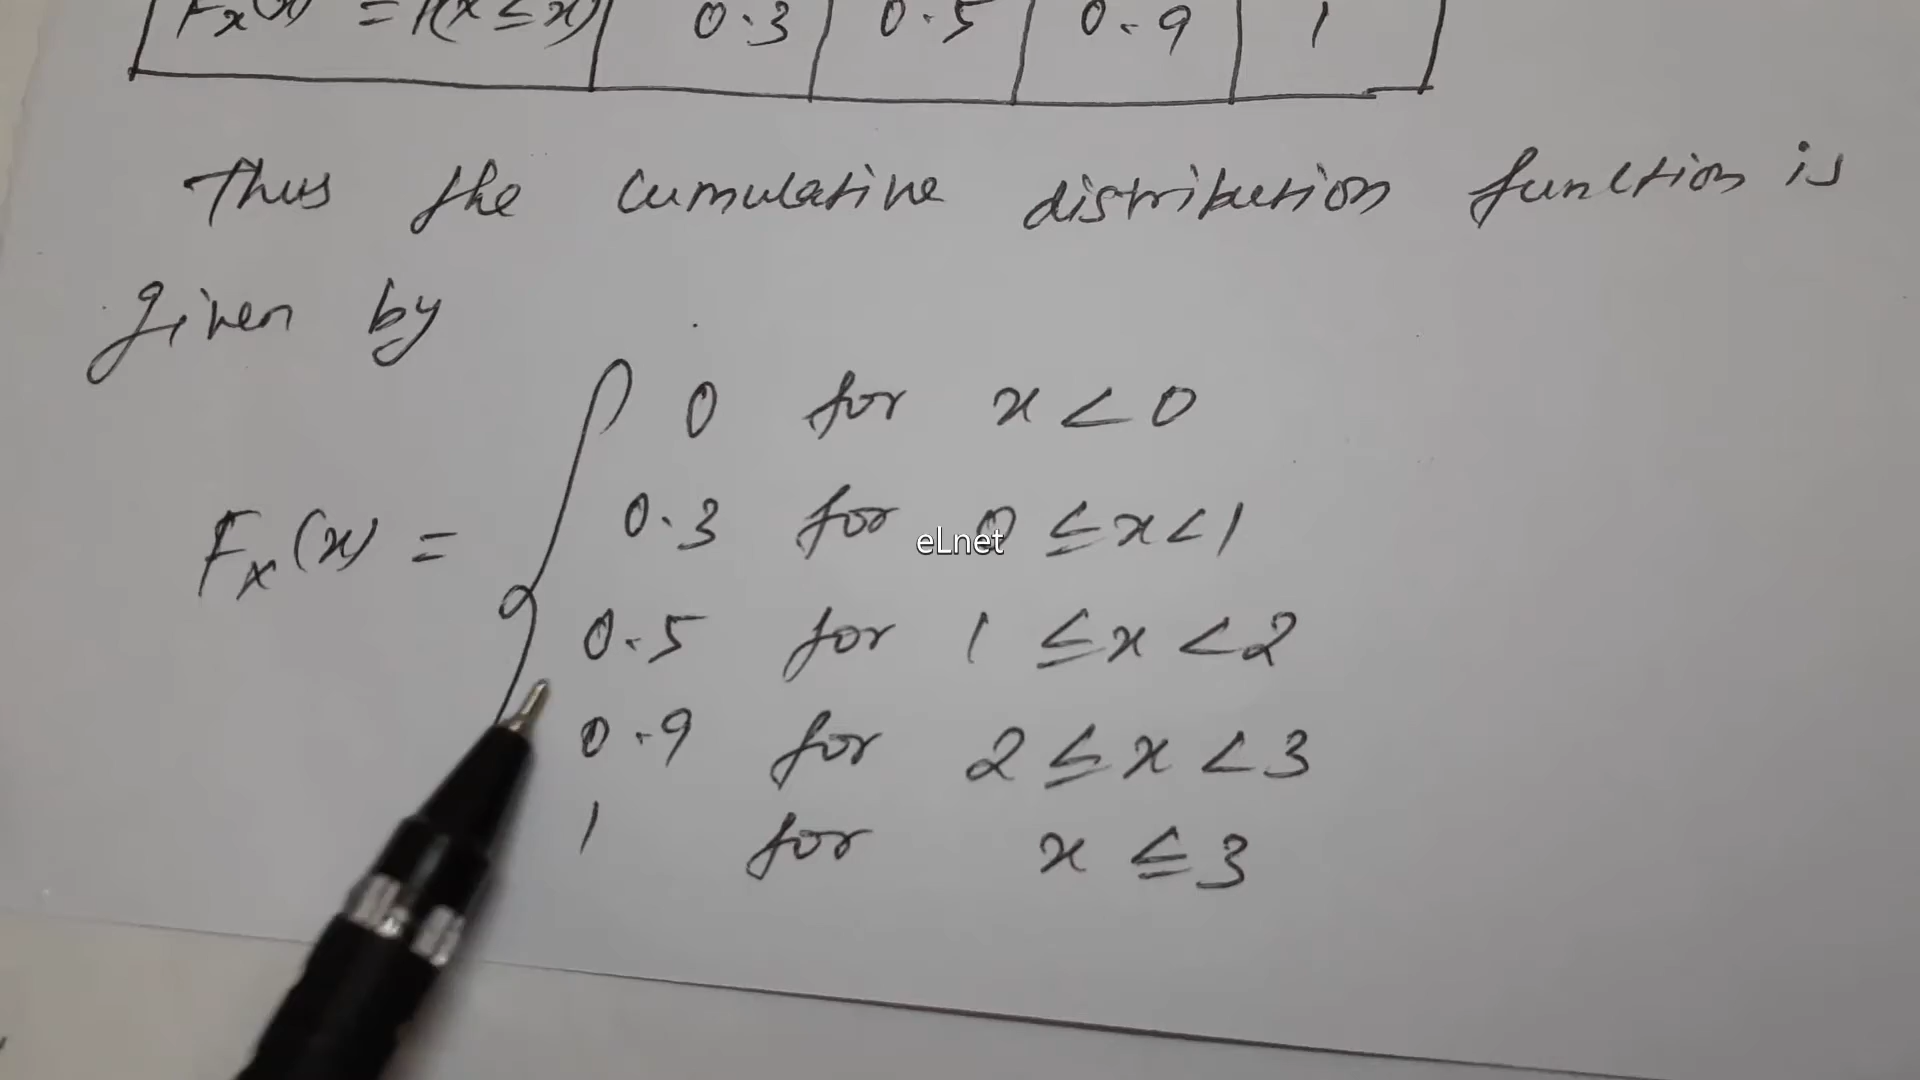 Fx(x) = P(X ≤ x) 0.3 0.5 0.9 1
Thus the cumulative distribution function is
given by
0 for x < 0
0.3 for 0 ≤ x < 1
eLnet
Fx(x) =
0.5 for 1 ≤ x < 2
0.9 for 2 ≤ x < 3
1 for x ≤ 3